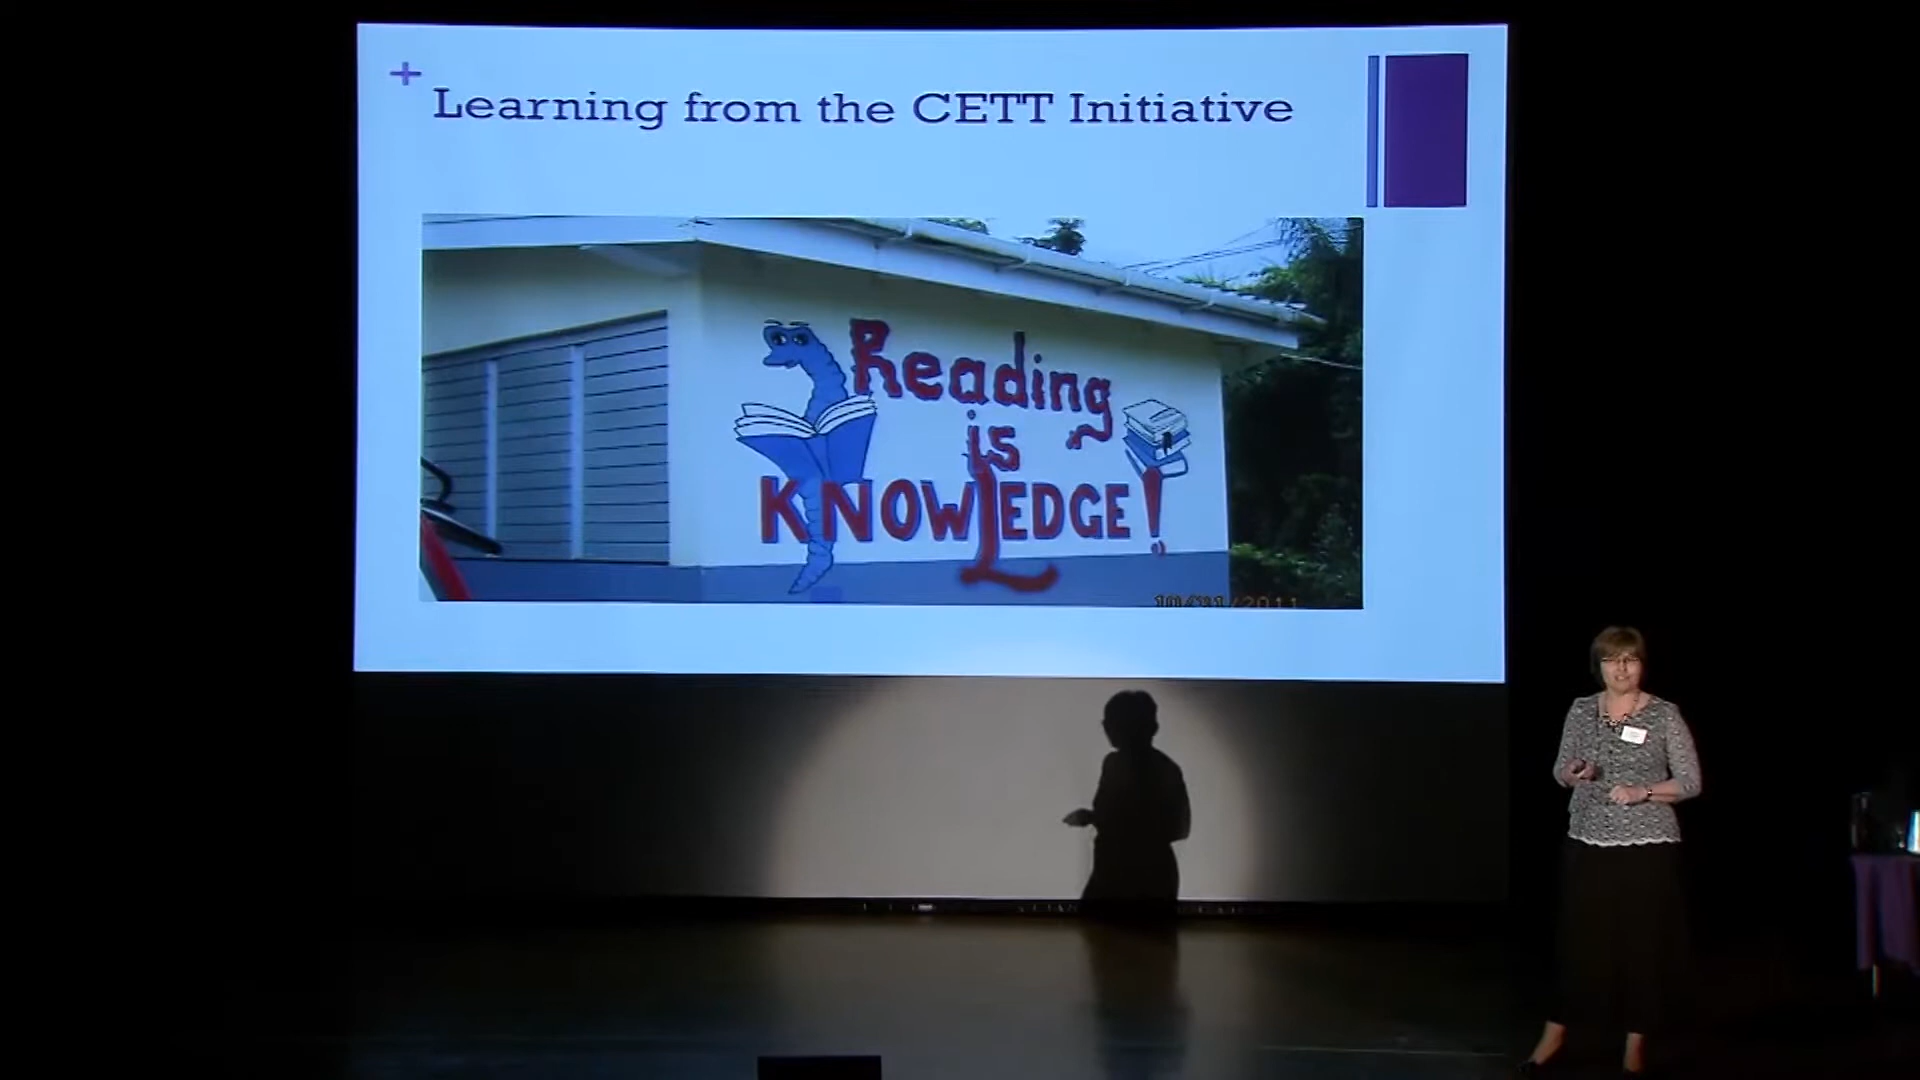 +
Learning from the CETT Initiative
Reading
is
KNOWLEDGE!